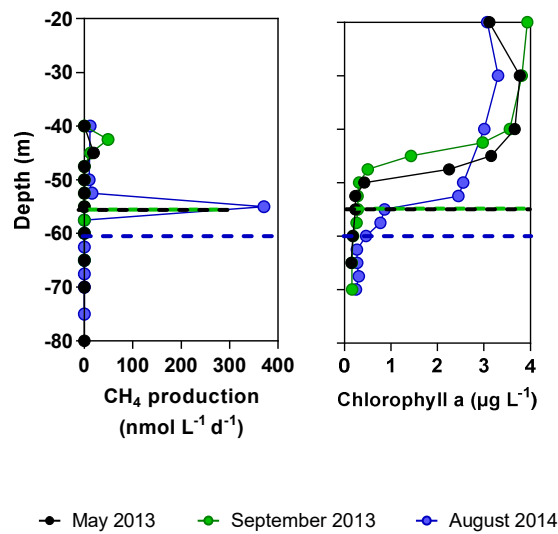 -20
-30
-40
-50
-60
-70
-80
Depth (m)
0 100 200 300 400
CH₄ production
(nmol L⁻¹ d⁻¹)
0 1 2 3 4
Chlorophyll a (µg L⁻¹)
May 2013 September 2013 August 2014